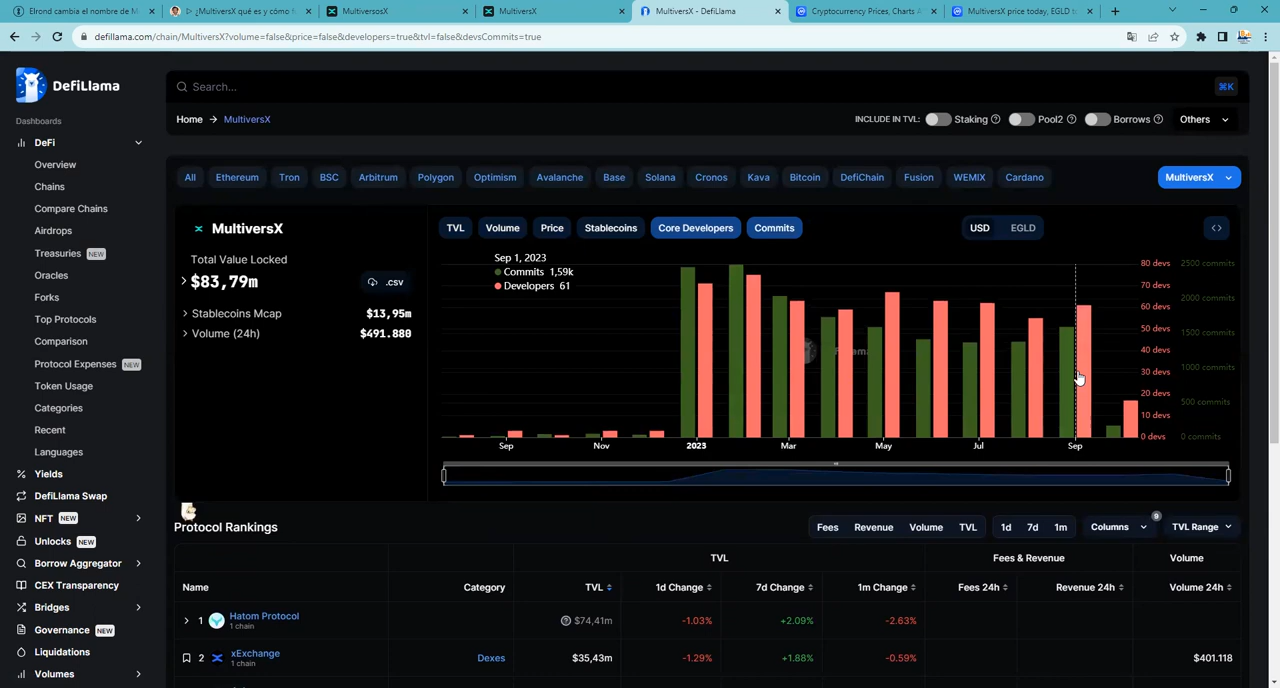 Elrond cambia el nombre de M
▷ ¿MultiversX qué es y cómo f
MultiversosX
MultiversX
MultiversX - DefiLlama
Cryptocurrency Prices, Charts A
MultiversX price today, EGLD to
defillama.com/chain/MultiversX?volume=false&price=false&developers=true&tvl=false&devsCommits=true
DefiLlama
Search...
⌘K
Dashboards
Home → MultiversX
INCLUDE IN TVL: Staking Pool2 Borrows Others
DeFi
Overview
Chains
Compare Chains
Airdrops
Treasuries NEW
Oracles
Forks
Top Protocols
Comparison
Protocol Expenses NEW
Token Usage
Categories
Recent
Languages
Yields
DefiLlama Swap
NFT NEW
Unlocks NEW
Borrow Aggregator
CEX Transparency
Bridges
Governance NEW
Liquidations
Volumes
All Ethereum Tron BSC Arbitrum Polygon Optimism Avalanche Base Solana Cronos Kava Bitcoin DefiChain Fusion WEMIX Cardano MultiversX
MultiversX
Total Value Locked
$83,79m
.csv
Stablecoins Mcap $13,95m
Volume (24h) $491.880
TVL Volume Price Stablecoins Core Developers Commits USD EGLD
Sep 1, 2023
Commits 1,59k
Developers 61
80 devs 2500 commits
70 devs
60 devs 2000 commits
50 devs 1500 commits
40 devs
30 devs 1000 commits
20 devs 500 commits
10 devs
0 devs 0 commits
Sep Nov 2023 Mar May Jul Sep
Protocol Rankings
Fees Revenue Volume TVL 1d 7d 1m Columns 9 TVL Range
TVL Fees & Revenue Volume
Name Category TVL 1d Change 7d Change 1m Change Fees 24h Revenue 24h Volume 24h
1 Hatom Protocol $74,41m -1.03% +2.09% -2.63%
1 chain
2 xExchange Dexes $35,43m -1.29% +1.88% -0.59% $401.118
1 chain